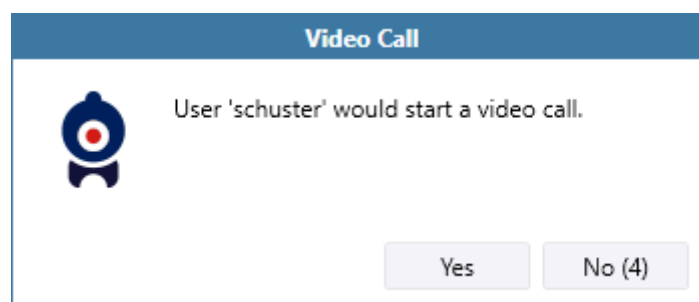 Video Call
User 'schuster' would start a video call.
Yes
No (4)